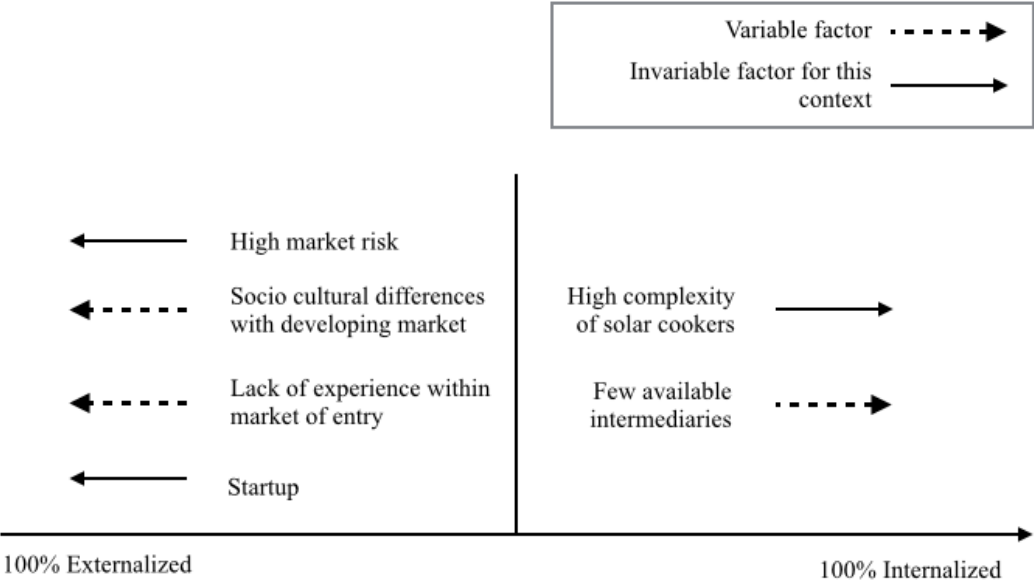 Variable factor
Invariable factor for this
context
High market risk
Socio cultural differences
with developing market
Lack of experience within
market of entry
Startup
High complexity
of solar cookers
Few available
intermediaries
100% Externalized
100% Internalized